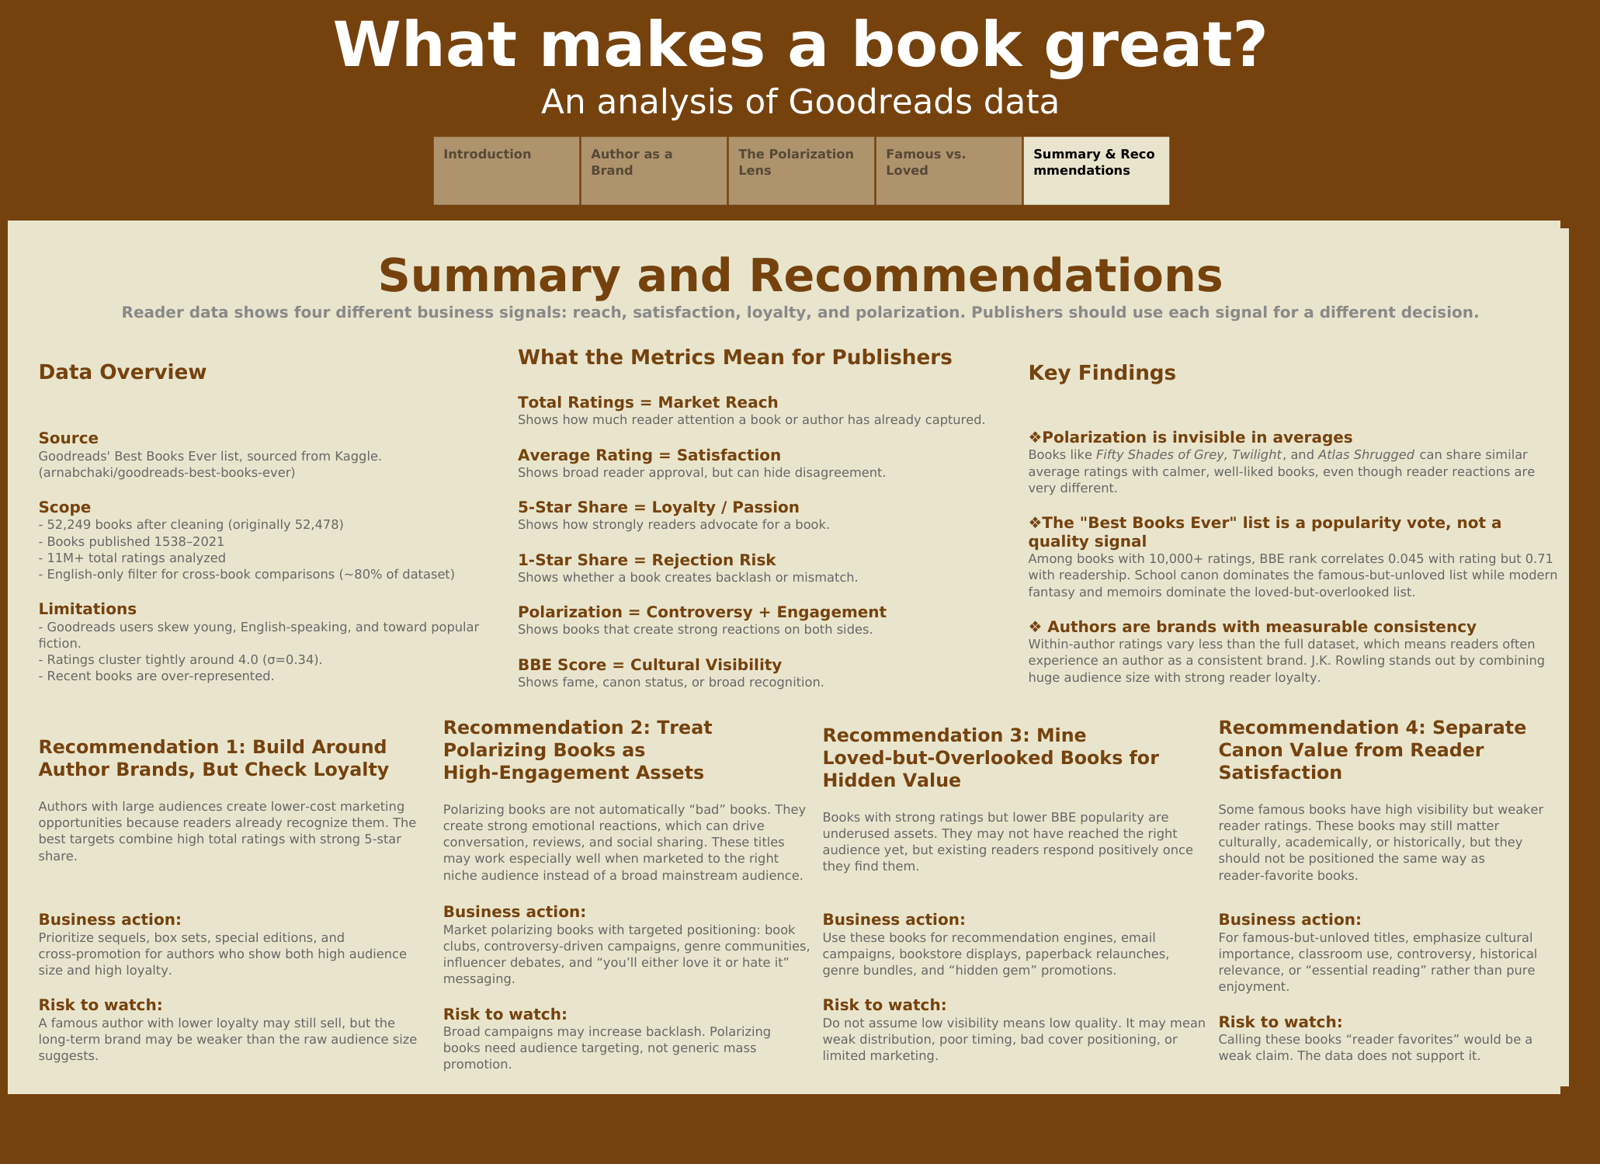 What makes a book great?
An analysis of Goodreads data
Introduction
Author as a
Brand
The Polarization
Lens
Famous vs.
Loved
Summary & Reco
mmendations
Summary and Recommendations
Reader data shows four different business signals: reach, satisfaction, loyalty, and polarization. Publishers should use each signal for a different decision.
Data Overview
Source
Goodreads' Best Books Ever list, sourced from Kaggle.
(arnabchaki/goodreads-best-books-ever)
Scope
- 52,249 books after cleaning (originally 52,478)
- Books published 1538–2021
- 11M+ total ratings analyzed
- English-only filter for cross-book comparisons (~80% of dataset)
Limitations
- Goodreads users skew young, English-speaking, and toward popular
fiction.
- Ratings cluster tightly around 4.0 (σ=0.34).
- Recent books are over-represented.
What the Metrics Mean for Publishers
Total Ratings = Market Reach
Shows how much reader attention a book or author has already captured.
Average Rating = Satisfaction
Shows broad reader approval, but can hide disagreement.
5-Star Share = Loyalty / Passion
Shows how strongly readers advocate for a book.
1-Star Share = Rejection Risk
Shows whether a book creates backlash or mismatch.
Polarization = Controversy + Engagement
Shows books that create strong reactions on both sides.
BBE Score = Cultural Visibility
Shows fame, canon status, or broad recognition.
Key Findings
❖Polarization is invisible in averages
Books like Fifty Shades of Grey, Twilight, and Atlas Shrugged can share similar
average ratings with calmer, well-liked books, even though reader reactions are
very different.
❖The "Best Books Ever" list is a popularity vote, not a
quality signal
Among books with 10,000+ ratings, BBE rank correlates 0.045 with rating but 0.71
with readership. School canon dominates the famous-but-unloved list while modern
fantasy and memoirs dominate the loved-but-overlooked list.
❖ Authors are brands with measurable consistency
Within-author ratings vary less than the full dataset, which means readers often
experience an author as a consistent brand. J.K. Rowling stands out by combining
huge audience size with strong reader loyalty.
Recommendation 1: Build Around
Author Brands, But Check Loyalty
Authors with large audiences create lower-cost marketing
opportunities because readers already recognize them. The
best targets combine high total ratings with strong 5-star
share.
Business action:
Prioritize sequels, box sets, special editions, and
cross-promotion for authors who show both high audience
size and high loyalty.
Risk to watch:
A famous author with lower loyalty may still sell, but the
long-term brand may be weaker than the raw audience size
suggests.
Recommendation 2: Treat
Polarizing Books as
High-Engagement Assets
Polarizing books are not automatically “bad” books. They
create strong emotional reactions, which can drive
conversation, reviews, and social sharing. These titles
may work especially well when marketed to the right
niche audience instead of a broad mainstream audience.
Business action:
Market polarizing books with targeted positioning: book
clubs, controversy-driven campaigns, genre communities,
influencer debates, and “you’ll either love it or hate it”
messaging.
Risk to watch:
Broad campaigns may increase backlash. Polarizing
books need audience targeting, not generic mass
promotion.
Recommendation 3: Mine
Loved-but-Overlooked Books for
Hidden Value
Books with strong ratings but lower BBE popularity are
underused assets. They may not have reached the right
audience yet, but existing readers respond positively once
they find them.
Business action:
Use these books for recommendation engines, email
campaigns, bookstore displays, paperback relaunches,
genre bundles, and “hidden gem” promotions.
Risk to watch:
Do not assume low visibility means low quality. It may mean
weak distribution, poor timing, bad cover positioning, or
limited marketing.
Recommendation 4: Separate
Canon Value from Reader
Satisfaction
Some famous books have high visibility but weaker
reader ratings. These books may still matter
culturally, academically, or historically, but they
should not be positioned the same way as
reader-favorite books.
Business action:
For famous-but-unloved titles, emphasize cultural
importance, classroom use, controversy, historical
relevance, or “essential reading” rather than pure
enjoyment.
Risk to watch:
Calling these books “reader favorites” would be a
weak claim. The data does not support it.